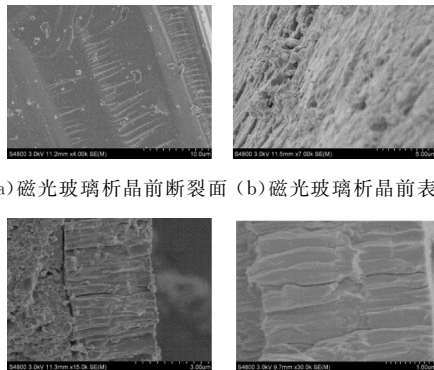 S4800 3.0kV 11.2mm x4.00k SE(M) 10.0um
S4800 3.0kV 11.5mm x7.00k SE(M) 5.00um
a)磁光玻璃析晶前断裂面 (b)磁光玻璃析晶前表
S4800 3.0kV 11.3mm x15.0k SE(M) 3.00um
S4800 3.0kV 9.7mm x30.0k SE(M) 1.00um